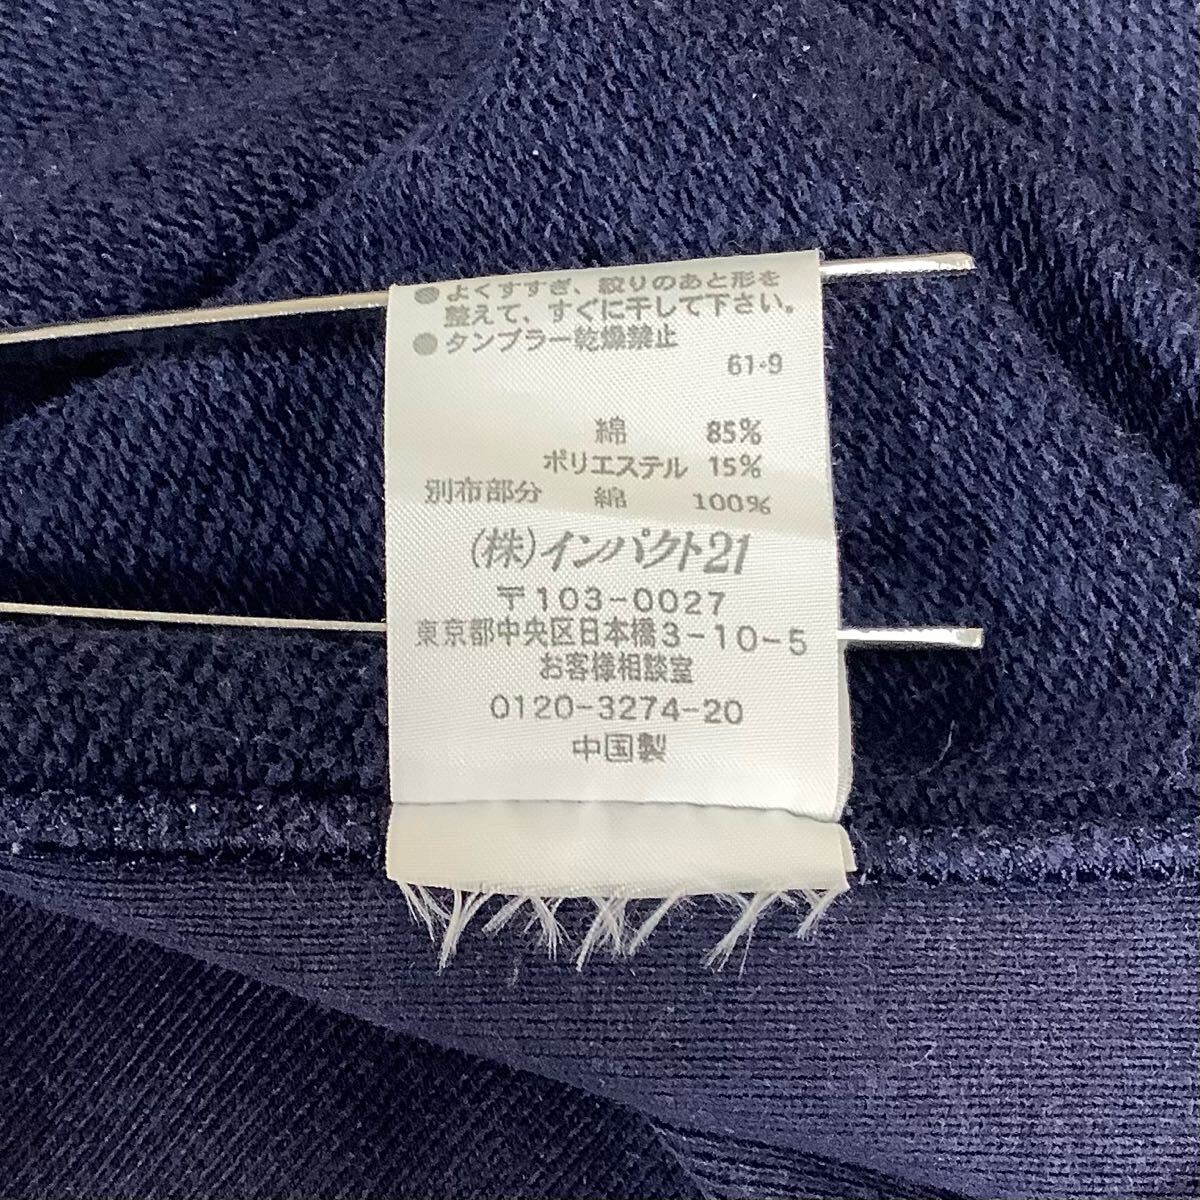 ●よくすすぎ、絞りのあと形を
整えて、すぐに干して下さい。
●タンブラー乾燥禁止
61・9
綿 85%
ポリエステル 15%
別布部分 綿 100%
(株)インパクト21
〒103-0027
東京都中央区日本橋3-10-5
お客様相談室
0120-3274-20
中国製